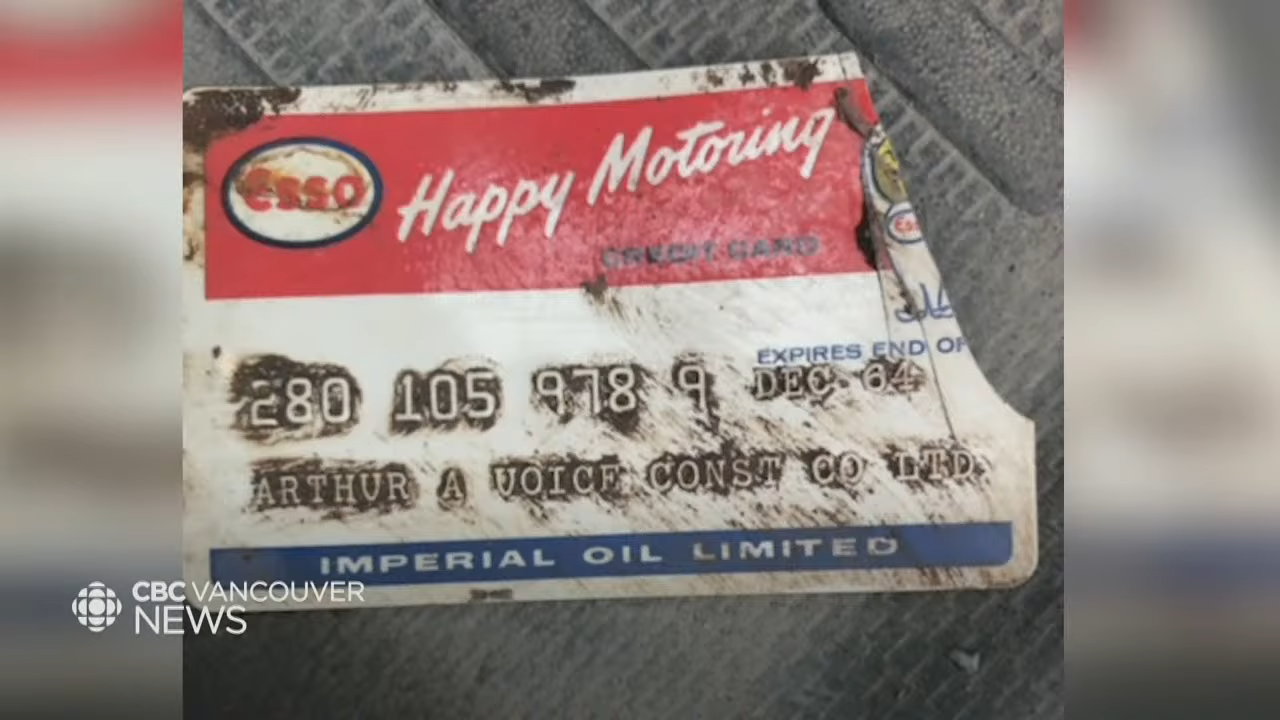 Esso
Happy Motoring
CREDIT CARD
EXPIRES END OF
280 105 978 9 DEC 64
ARTHUR A VOICE CONST CO LTD
IMPERIAL OIL LIMITED
CBC VANCOUVER
NEWS